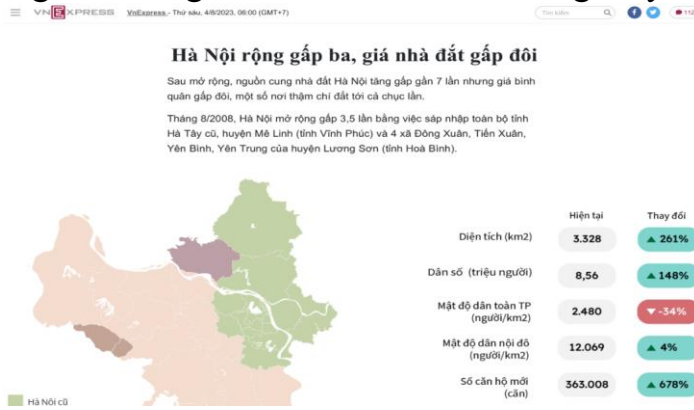 VNEXPRESS
VnExpress - Thứ sáu, 4/8/2023, 06:00 (GMT+7)
Tìm kiếm
112
Hà Nội rộng gấp ba, giá nhà đất gấp đôi
Sau mở rộng, nguồn cung nhà đất Hà Nội tăng gấp gần 7 lần nhưng giá bình
quân gấp đôi, một số nơi thậm chí đắt tới cả chục lần.
Tháng 8/2008, Hà Nội mở rộng gấp 3,5 lần bằng việc sáp nhập toàn bộ tỉnh
Hà Tây cũ, huyện Mê Linh (tỉnh Vĩnh Phúc) và 4 xã Đông Xuân, Tiến Xuân,
Yên Bình, Yên Trung của huyện Lương Sơn (tỉnh Hoà Bình).
Hiện tại Thay đổi
Diện tích (km2) 3.328 ▲ 261%
Dân số (triệu người) 8,56 ▲ 148%
Mật độ dân toàn TP
(người/km2) 2.480 ▼ -34%
Mật độ dân nội đô
(người/km2) 12.069 ▲ 4%
Số căn hộ mới
(căn) 363.008 ▲ 678%
Hà Nội cũ